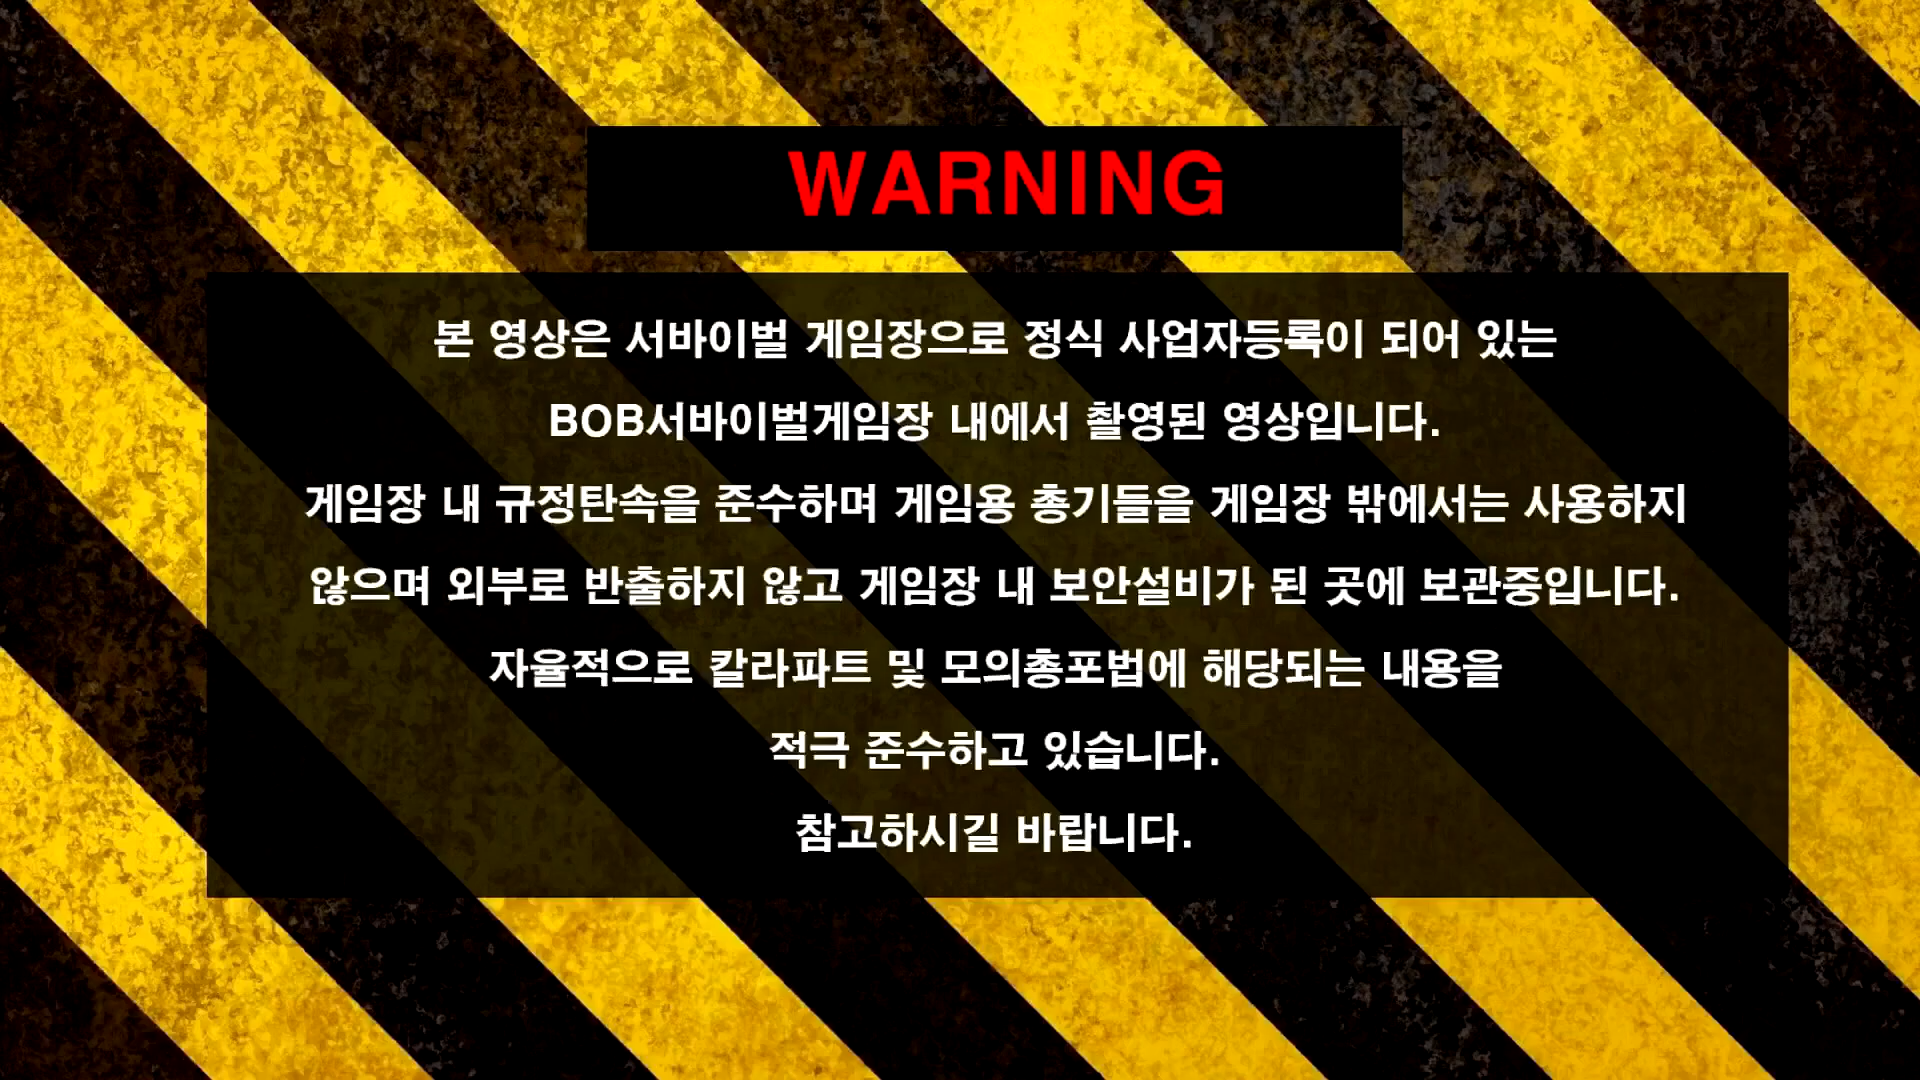 WARNING
본 영상은 서바이벌 게임장으로 정식 사업자등록이 되어 있는
BOB서바이벌게임장 내에서 촬영된 영상입니다.
게임장 내 규정탄속을 준수하며 게임용 총기들을 게임장 밖에서는 사용하지
않으며 외부로 반출하지 않고 게임장 내 보안설비가 된 곳에 보관중입니다.
자율적으로 칼라파트 및 모의총포법에 해당되는 내용을
적극 준수하고 있습니다.
참고하시길 바랍니다.